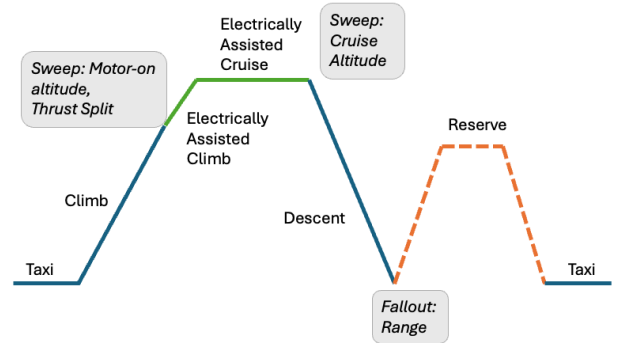 Electrically
Assisted
Cruise
Sweep:
Cruise
Altitude
Sweep: Motor-on
altitude,
Thrust Split
Electrically
Assisted
Climb
Reserve
Climb
Descent
Taxi
Taxi
Fallout:
Range